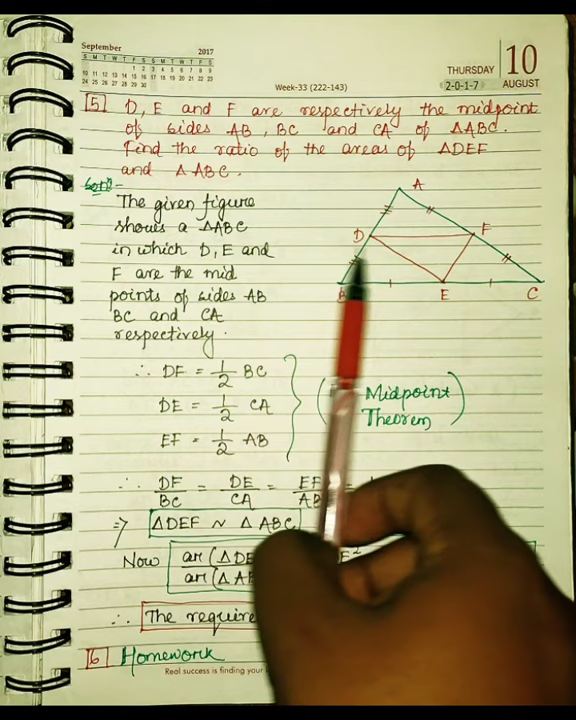 September 2017
S M T W T F S S M T W T F S
THURSDAY 10
Week-33 (222-143) 2-0-1-7 AUGUST
[5] D, E and F are respectively the midpoint
of sides AB, BC and CA of ΔABC.
Find the ratio of the areas of ΔDEF
and ΔABC.
Soln:-
The given figure
shows a ΔABC
in which D, E and
F are the mid
points of sides AB
BC and CA
respectively.
A
D F
B E C
∴ DF = 1/2 BC
DE = 1/2 CA
EF = 1/2 AB
(Midpoint
Theorem)
∴ DF/BC = DE/CA = EF/AB =
⇒ ΔDEF ~ ΔABC
Now ar(ΔDE
ar(ΔAB
∴ The require
[6] Homework
Real success is finding your